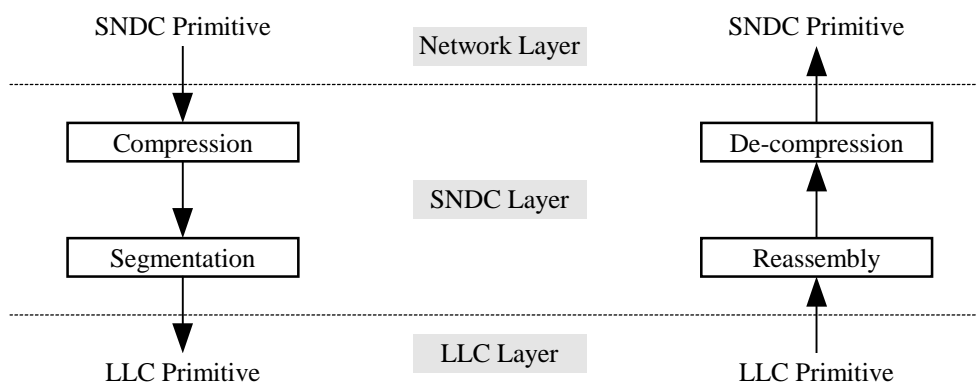 SNDC Primitive
Network Layer
SNDC Primitive
Compression
De-compression
SNDC Layer
Segmentation
Reassembly
LLC Layer
LLC Primitive
LLC Primitive